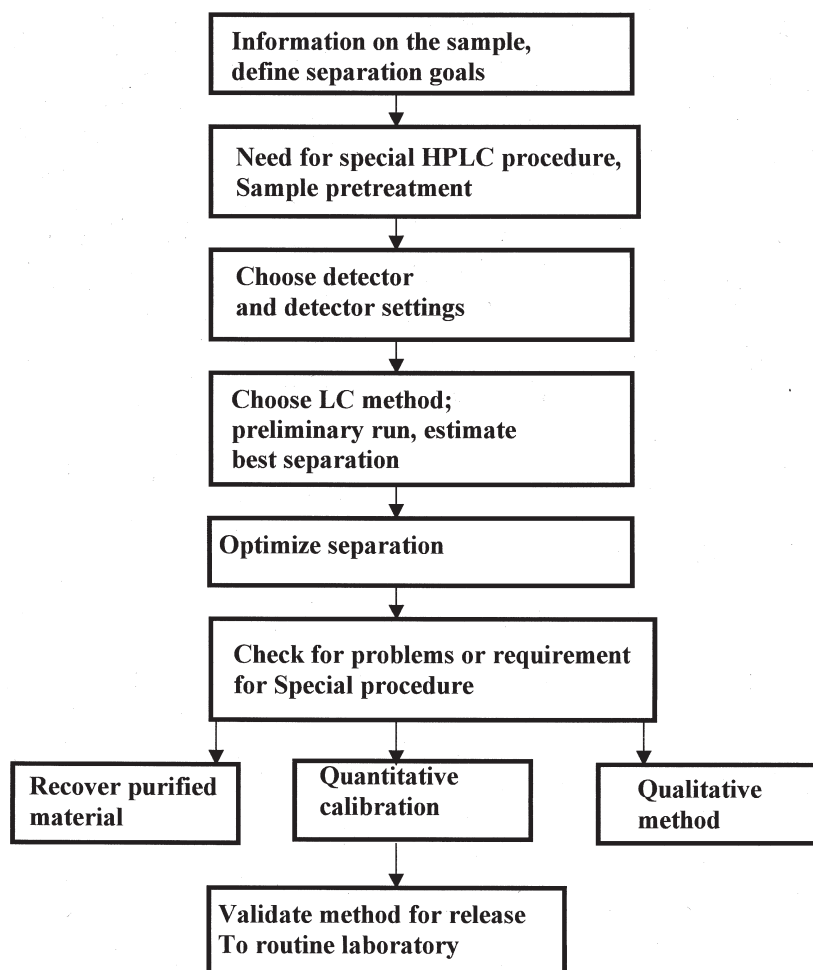 Information on the sample,
define separation goals
Need for special HPLC procedure,
Sample pretreatment
Choose detector
and detector settings
Choose LC method;
preliminary run, estimate
best separation
Optimize separation
Check for problems or requirement
for Special procedure
Recover purified
material
Quantitative
calibration
Qualitative
method
Validate method for release
To routine laboratory